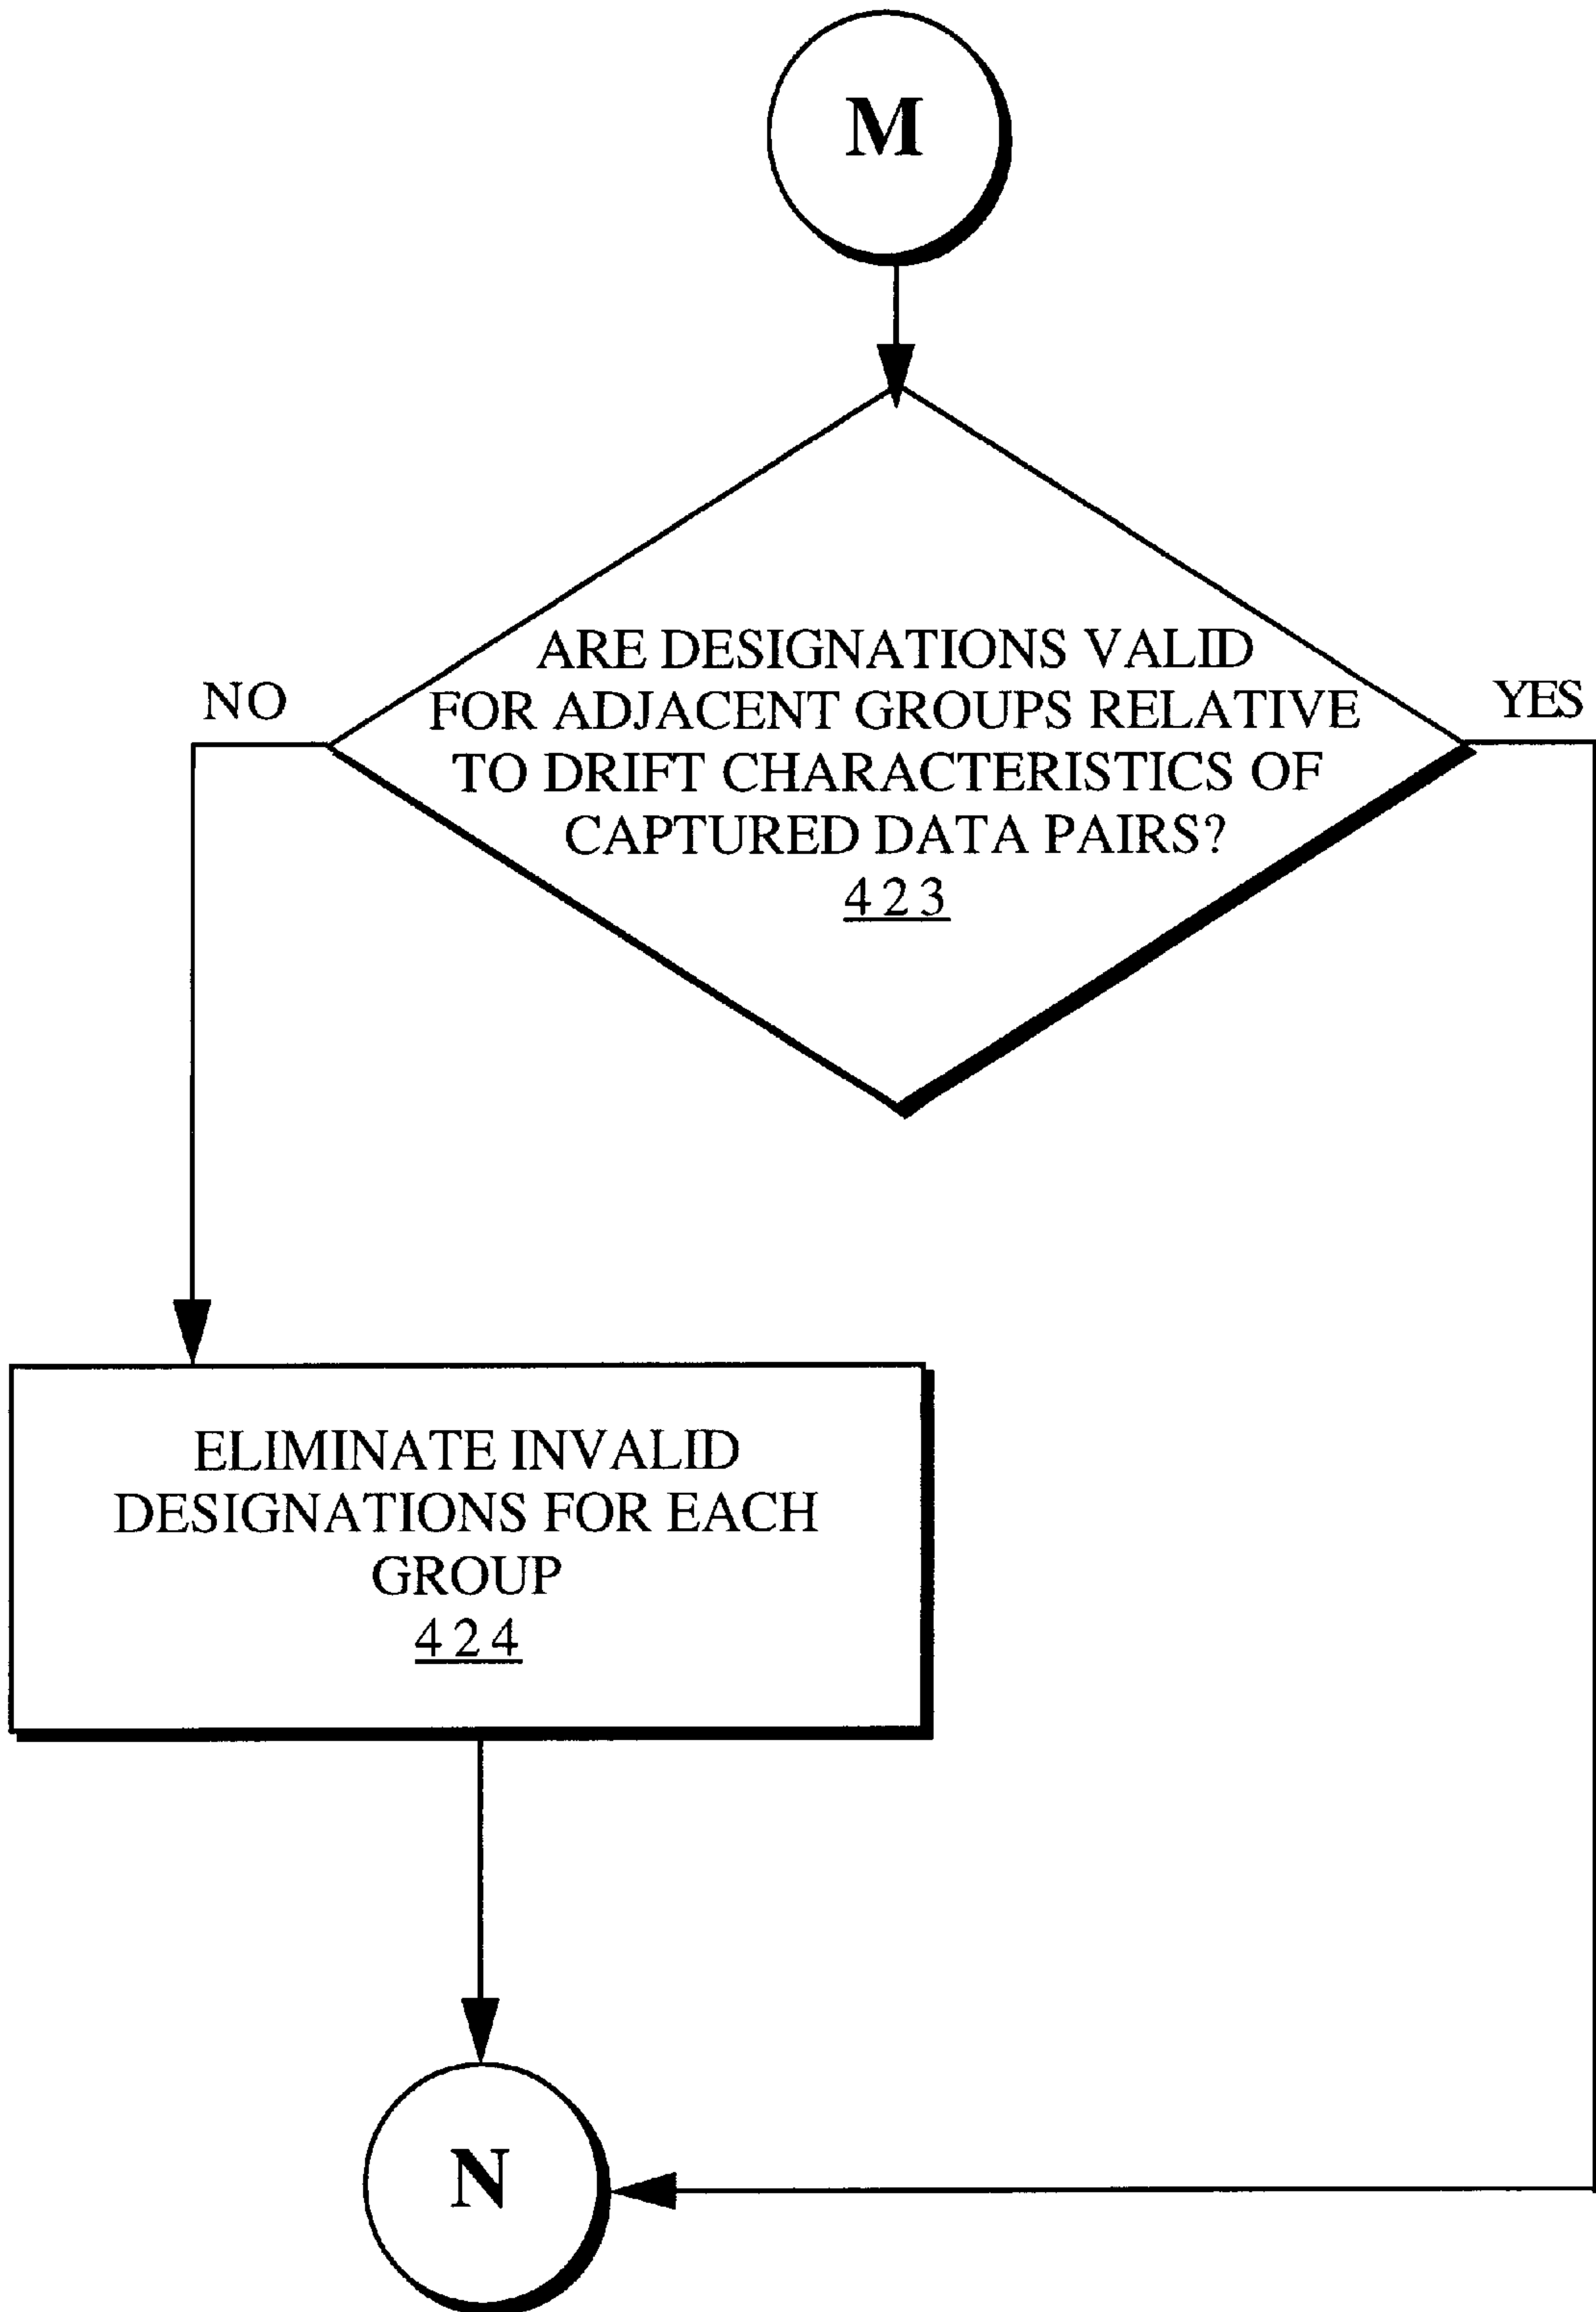 M
ARE DESIGNATIONS VALID
FOR ADJACENT GROUPS RELATIVE
TO DRIFT CHARACTERISTICS OF
CAPTURED DATA PAIRS?
423
NO
YES
ELIMINATE INVALID
DESIGNATIONS FOR EACH
GROUP
424
N